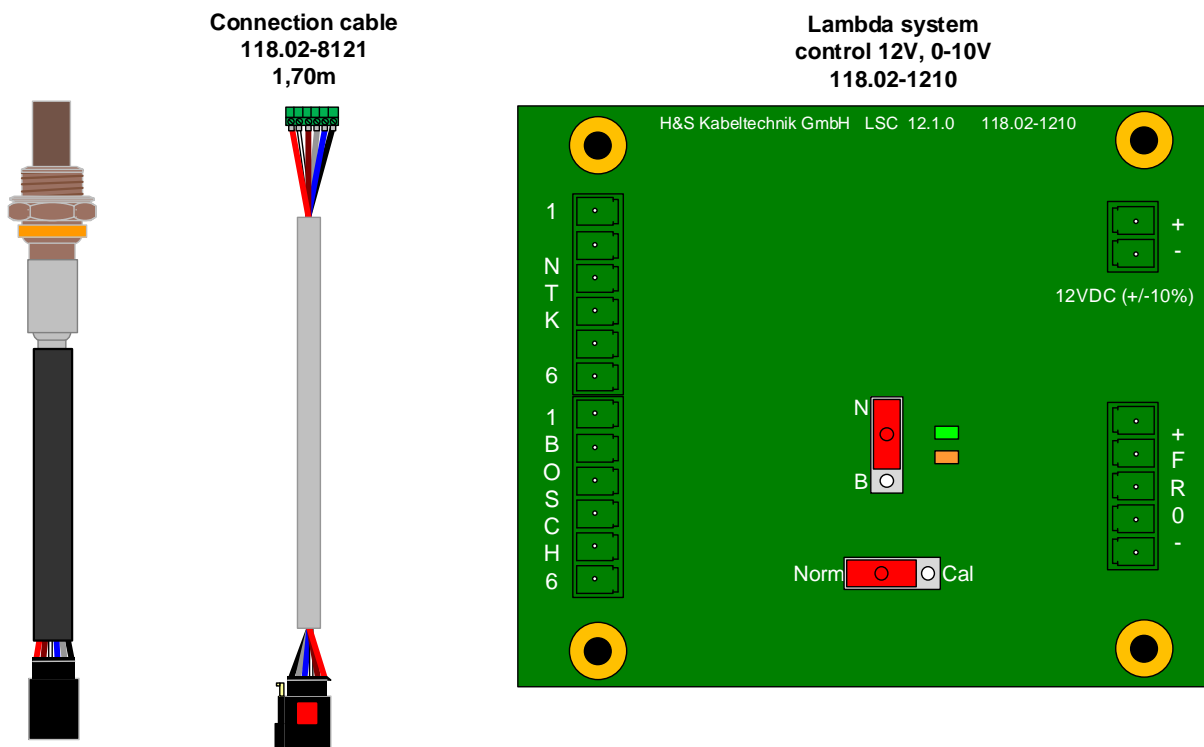 Connection cable
118.02-8121
1,70m
Lambda system
control 12V, 0-10V
118.02-1210
H&S Kabeltechnik GmbH LSC 12.1.0 118.02-1210
1
N
T
K
6
1
B
O
S
C
H
6
+
-
12VDC (+/-10%)
N
B
Norm
Cal
+
F
R
0
-